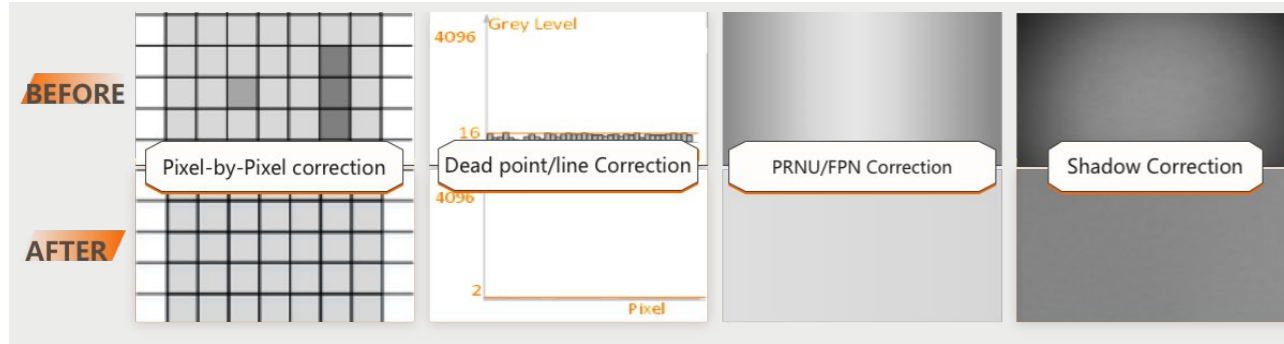 BEFORE
AFTER
Pixel-by-Pixel correction
Grey Level
4096
16
Dead point/line Correction
4096
2
Pixel
PRNU/FPN Correction
Shadow Correction